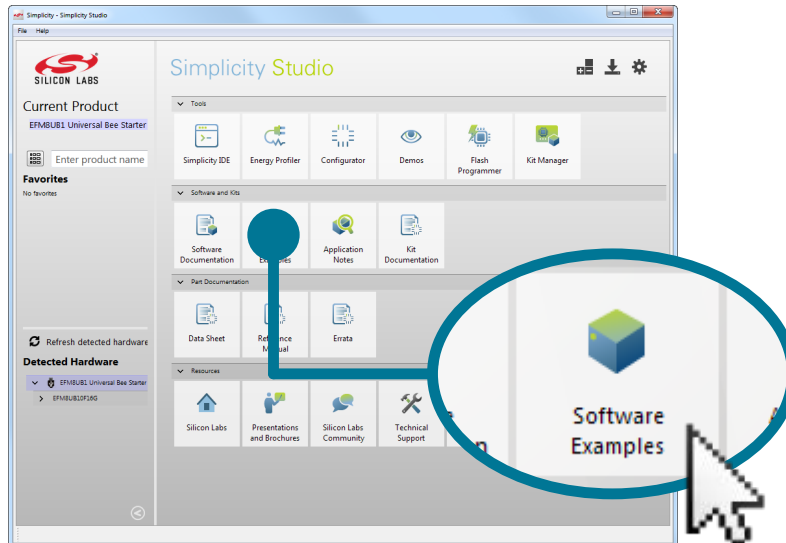 Simplicity - Simplicity Studio
File Help
SILICON LABS
Simplicity Studio
Current Product
EFM8UB1 Universal Bee Starter
Enter product name
Favorites
No favorites
Tools
Simplicity IDE
Energy Profiler
Configurator
Demos
Flash
Programmer
Kit Manager
Software and Kits
Software
Documentation
Examples
Application
Notes
Kit
Documentation
Part Documentation
Data Sheet
Reference
Manual
Errata
Resources
Silicon Labs
Presentations
and Brochures
Silicon Labs
Community
Technical
Support
Software
Examples
Refresh detected hardware
Detected Hardware
EFM8UB1 Universal Bee Starter
EFM8UB10F16G